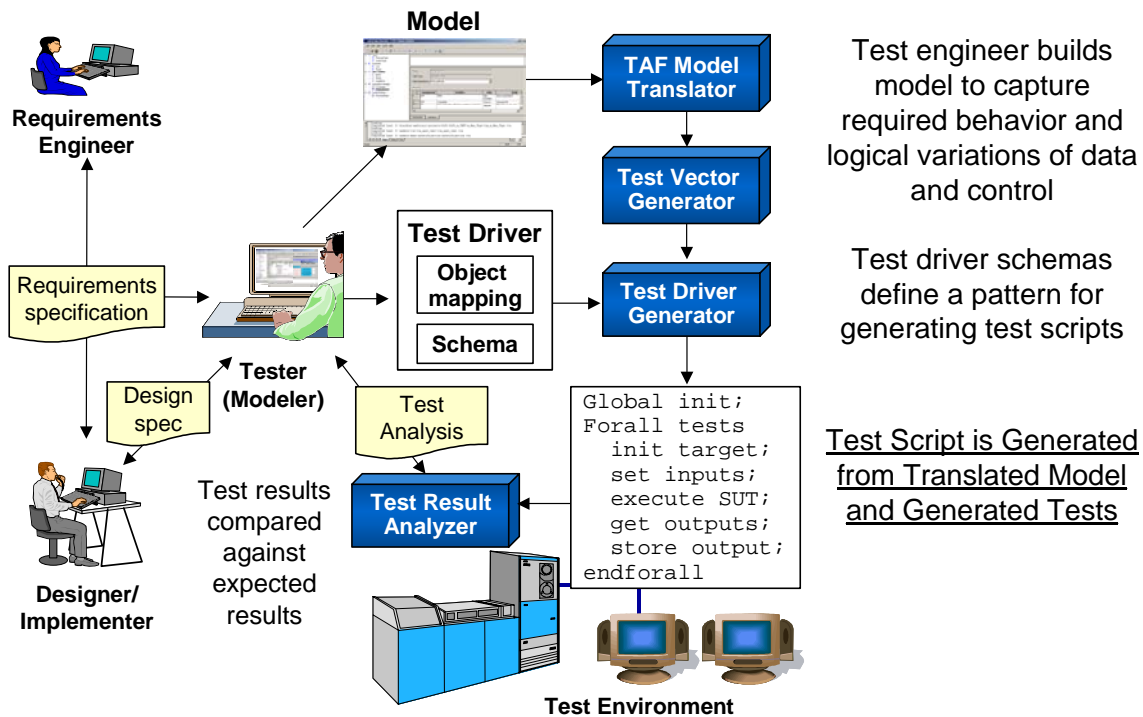 Model
Requirements
Engineer
TAF Model
Translator
Test engineer builds
model to capture
required behavior and
logical variations of data
and control
Test Vector
Generator
Requirements
specification
Tester
(Modeler)
Test Driver
Object
mapping
Schema
Test Driver
Generator
Test driver schemas
define a pattern for
generating test scripts
Design
spec
Test
Analysis
Global init;
Forall tests
init target;
set inputs;
execute SUT;
get outputs;
store output;
endforall
Test Script is Generated
from Translated Model
and Generated Tests
Test results
compared
against
expected
results
Test Result
Analyzer
Designer/
Implementer
Test Environment